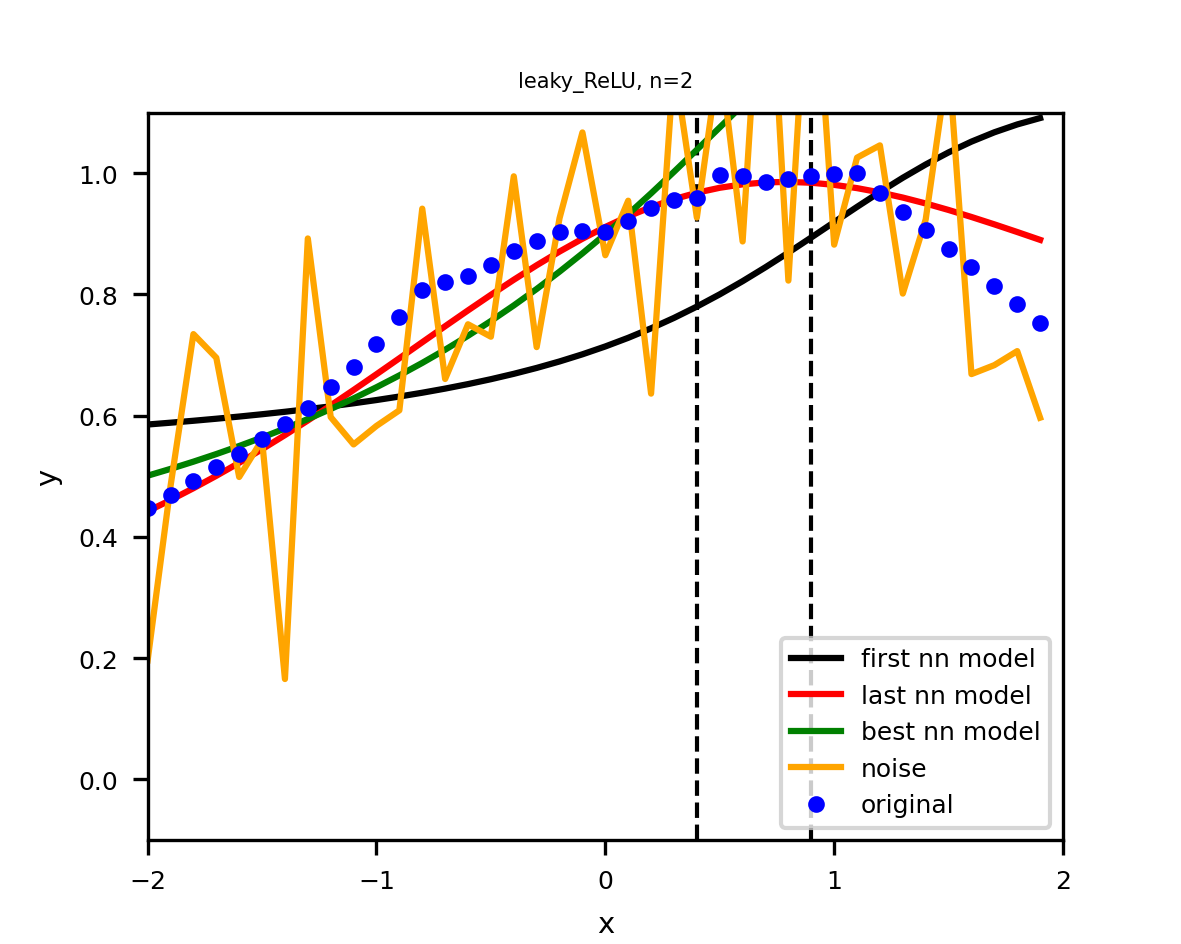 leaky_ReLU, n=2
1.0
0.8
0.6
0.4
0.2
0.0
y
−2
−1
0
1
2
x
first nn model
last nn model
best nn model
noise
original